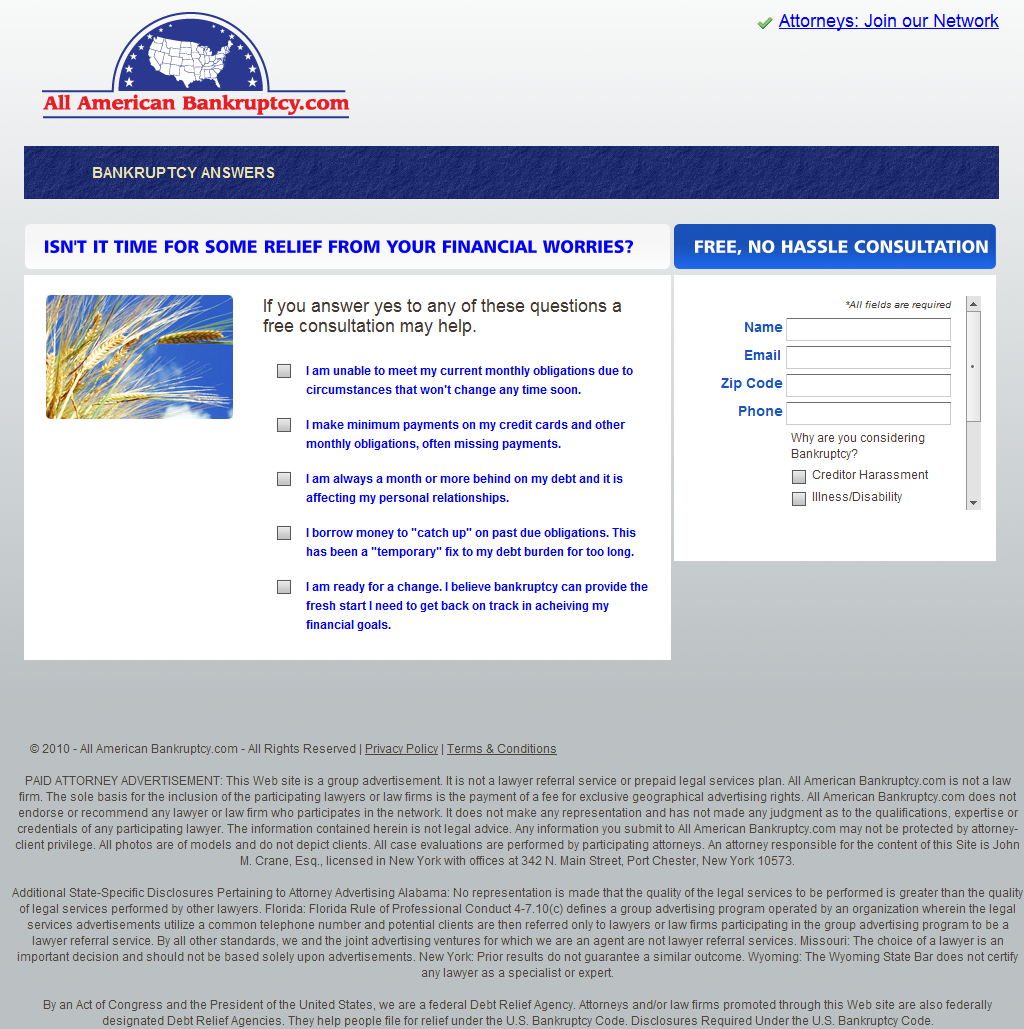 Attorneys: Join our Network
All American Bankruptcy.com
BANKRUPTCY ANSWERS
ISN'T IT TIME FOR SOME RELIEF FROM YOUR FINANCIAL WORRIES?
FREE, NO HASSLE CONSULTATION
If you answer yes to any of these questions a
free consultation may help.
I am unable to meet my current monthly obligations due to
circumstances that won't change any time soon.
I make minimum payments on my credit cards and other
monthly obligations, often missing payments.
I am always a month or more behind on my debt and it is
affecting my personal relationships.
I borrow money to "catch up" on past due obligations. This
has been a "temporary" fix to my debt burden for too long.
I am ready for a change. I believe bankruptcy can provide the
fresh start I need to get back on track in acheiving my
financial goals.
*All fields are required
Name
Email
Zip Code
Phone
Why are you considering
Bankruptcy?
Creditor Harassment
Illness/Disability
© 2010 - All American Bankruptcy.com - All Rights Reserved | Privacy Policy | Terms & Conditions
PAID ATTORNEY ADVERTISEMENT: This Web site is a group advertisement. It is not a lawyer referral service or prepaid legal services plan. All American Bankruptcy.com is not a law
firm. The sole basis for the inclusion of the participating lawyers or law firms is the payment of a fee for exclusive geographical advertising rights. All American Bankruptcy.com does not
endorse or recommend any lawyer or law firm who participates in the network. It does not make any representation and has not made any judgment as to the qualifications, expertise or
credentials of any participating lawyer. The information contained herein is not legal advice. Any information you submit to All American Bankruptcy.com may not be protected by attorney-
client privilege. All photos are of models and do not depict clients. All case evaluations are performed by participating attorneys. An attorney responsible for the content of this Site is John
M. Crane, Esq., licensed in New York with offices at 342 N. Main Street, Port Chester, New York 10573.
Additional State-Specific Disclosures Pertaining to Attorney Advertising Alabama: No representation is made that the quality of the legal services to be performed is greater than the quality
of legal services performed by other lawyers. Florida: Florida Rule of Professional Conduct 4-7.10(c) defines a group advertising program operated by an organization wherein the legal
services advertisements utilize a common telephone number and potential clients are then referred only to lawyers or law firms participating in the group advertising program to be a
lawyer referral service. By all other standards, we and the joint advertising ventures for which we are an agent are not lawyer referral services. Missouri: The choice of a lawyer is an
important decision and should not be based solely upon advertisements. New York: Prior results do not guarantee a similar outcome. Wyoming: The Wyoming State Bar does not certify
any lawyer as a specialist or expert.
By an Act of Congress and the President of the United States, we are a federal Debt Relief Agency. Attorneys and/or law firms promoted through this Web site are also federally
designated Debt Relief Agencies. They help people file for relief under the U.S. Bankruptcy Code. Disclosures Required Under the U.S. Bankruptcy Code.